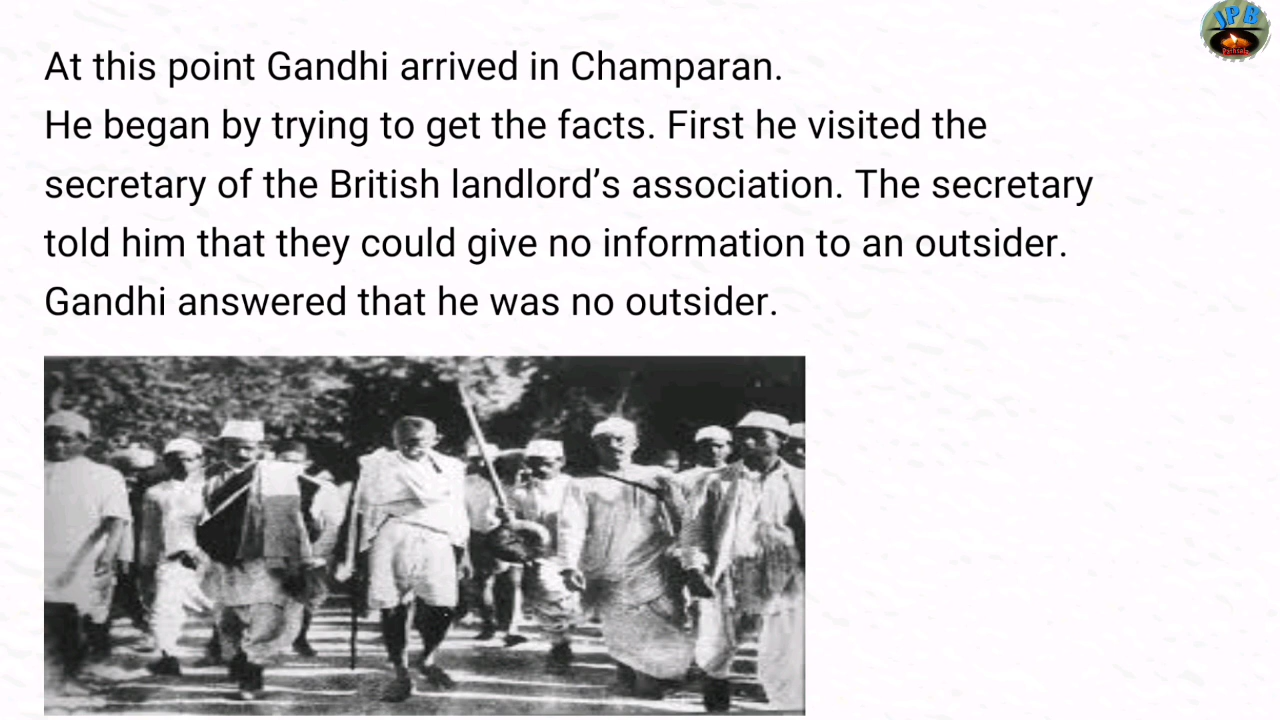 At this point Gandhi arrived in Champaran.
He began by trying to get the facts. First he visited the
secretary of the British landlord’s association. The secretary
told him that they could give no information to an outsider.
Gandhi answered that he was no outsider.
JPB
Pathsala